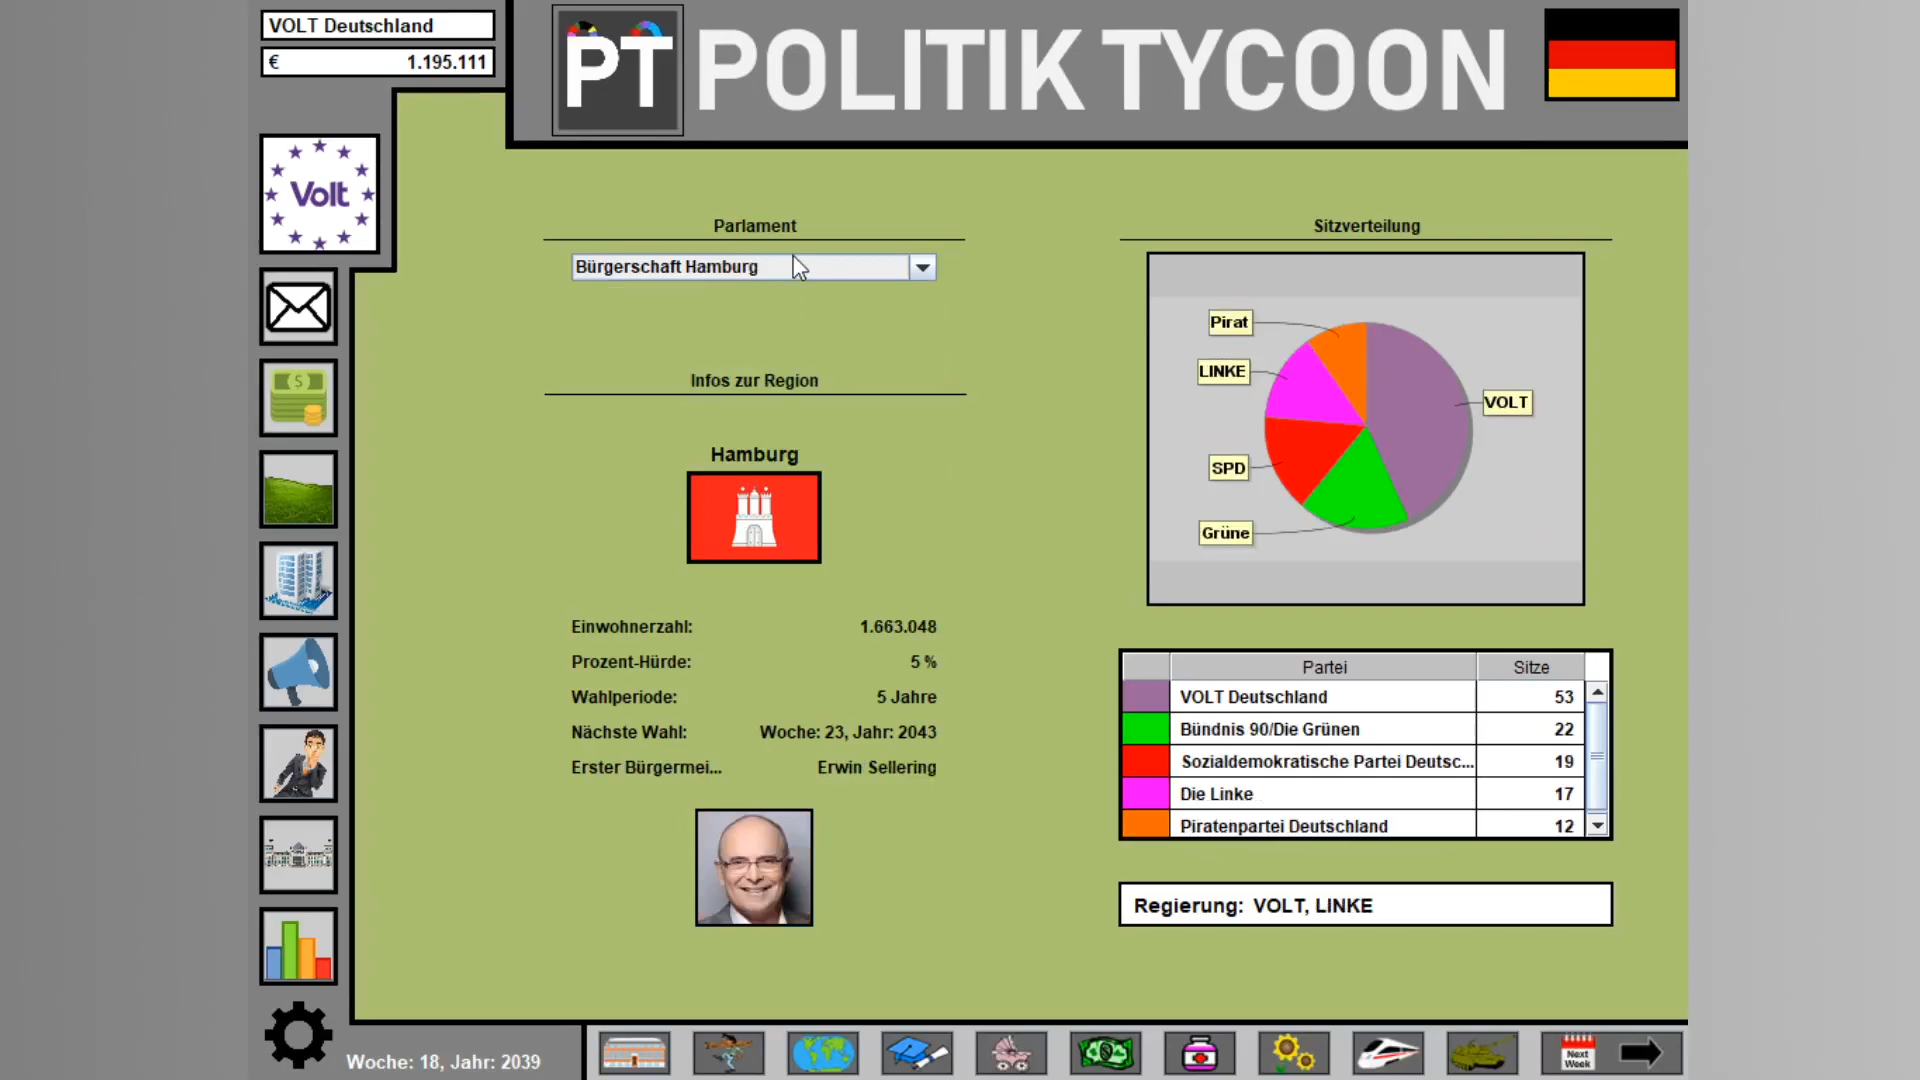 VOLT Deutschland
€ 1.195.111
PT POLITIK TYCOON
Volt
Parlament
Bürgerschaft Hamburg
Infos zur Region
Hamburg
Einwohnerzahl: 1.663.048
Prozent-Hürde: 5 %
Wahlperiode: 5 Jahre
Nächste Wahl: Woche: 23, Jahr: 2043
Erster Bürgermei... Erwin Sellering
Sitzverteilung
Pirat
LINKE
VOLT
SPD
Grüne
Partei Sitze
VOLT Deutschland 53
Bündnis 90/Die Grünen 22
Sozialdemokratische Partei Deutsc... 19
Die Linke 17
Piratenpartei Deutschland 12
Regierung: VOLT, LINKE
Woche: 18, Jahr: 2039
Next
Week